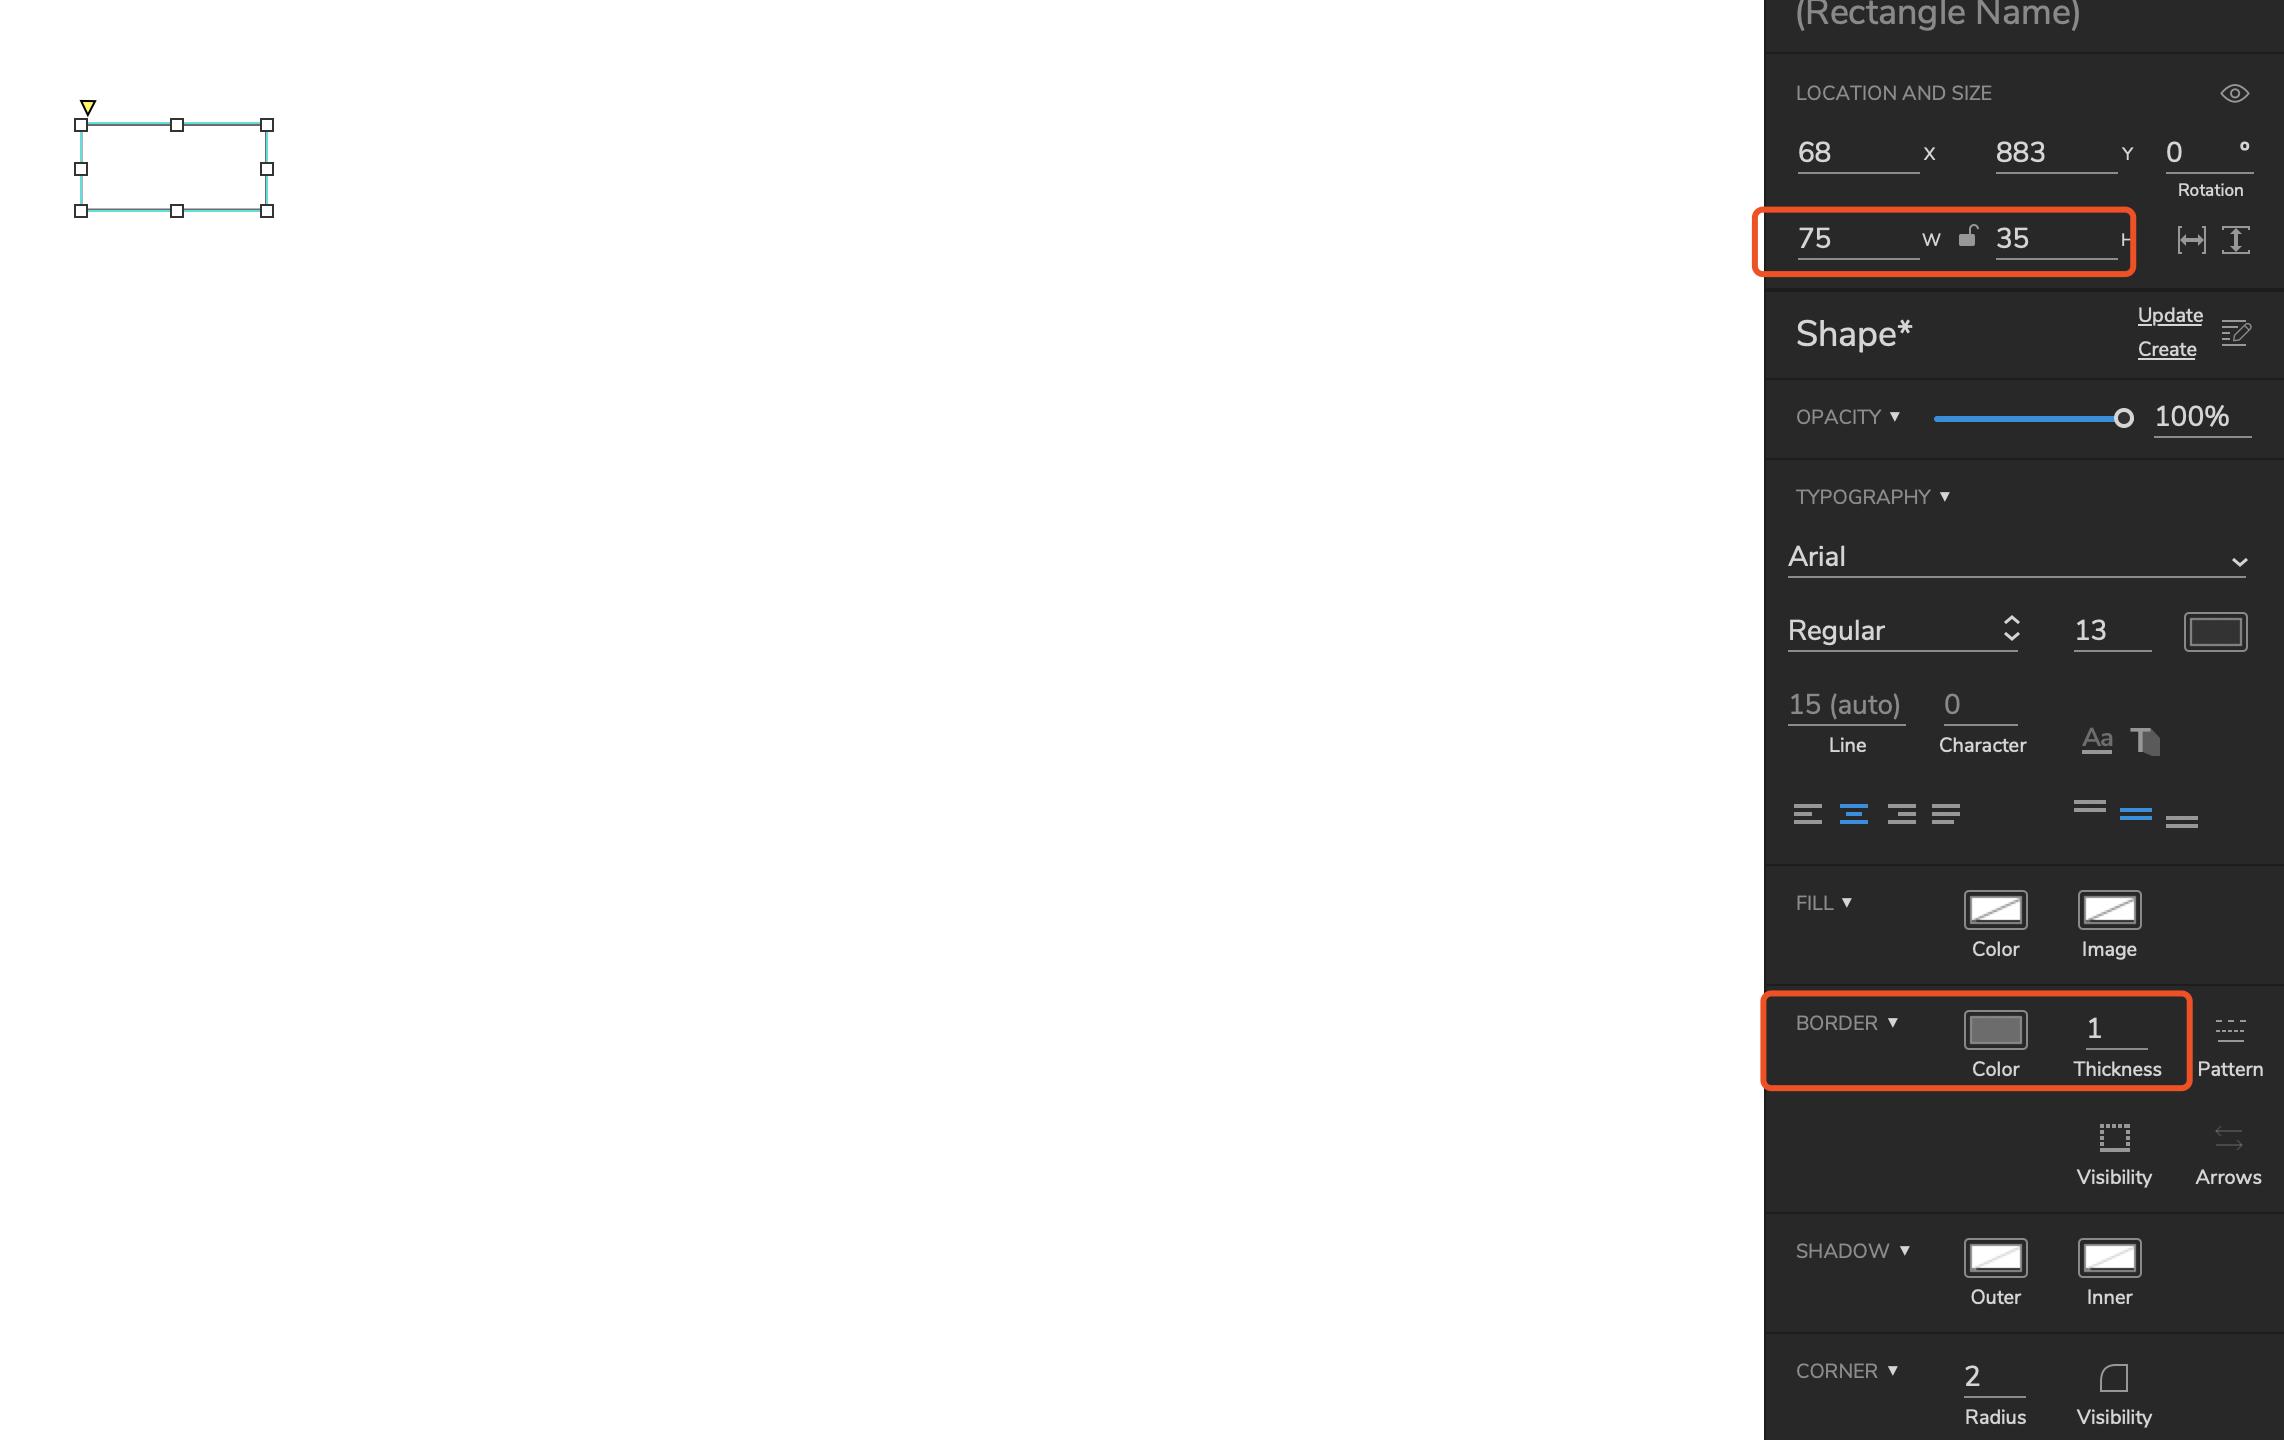 (Rectangle Name)
LOCATION AND SIZE
68 X 883 Y 0 °
Rotation
75 W 35 H
Shape*
Update
Create
OPACITY 100%
TYPOGRAPHY
Arial
Regular 13
15 (auto) 0
Line Character Aa T
FILL
Color Image
BORDER 1
Color Thickness Pattern
Visibility Arrows
SHADOW
Outer Inner
CORNER 2
Radius Visibility